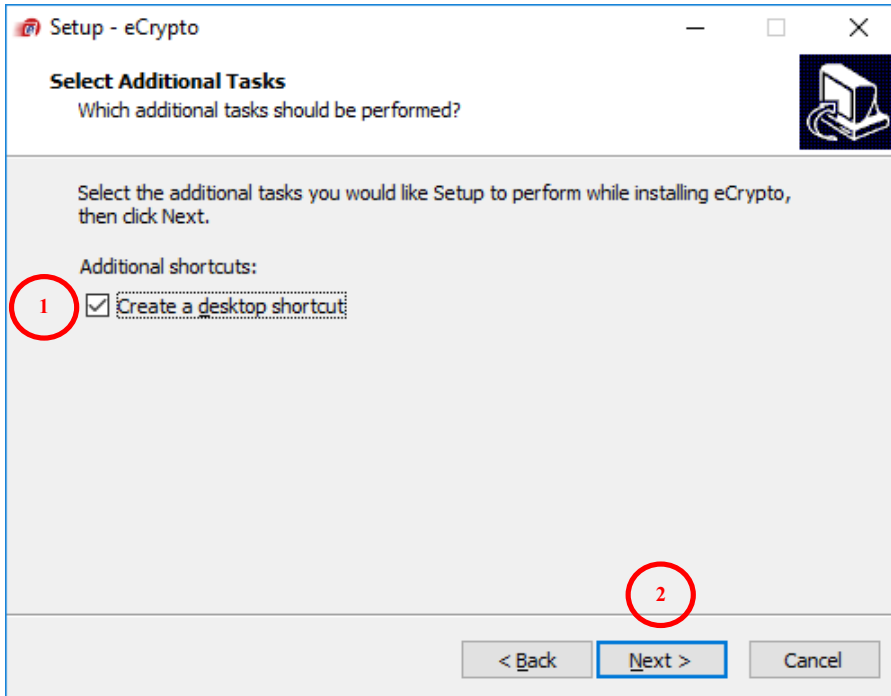 Setup - eCrypto
Select Additional Tasks
Which additional tasks should be performed?
Select the additional tasks you would like Setup to perform while installing eCrypto,
then click Next.
Additional shortcuts:
1 Create a desktop shortcut
2
< Back Next > Cancel